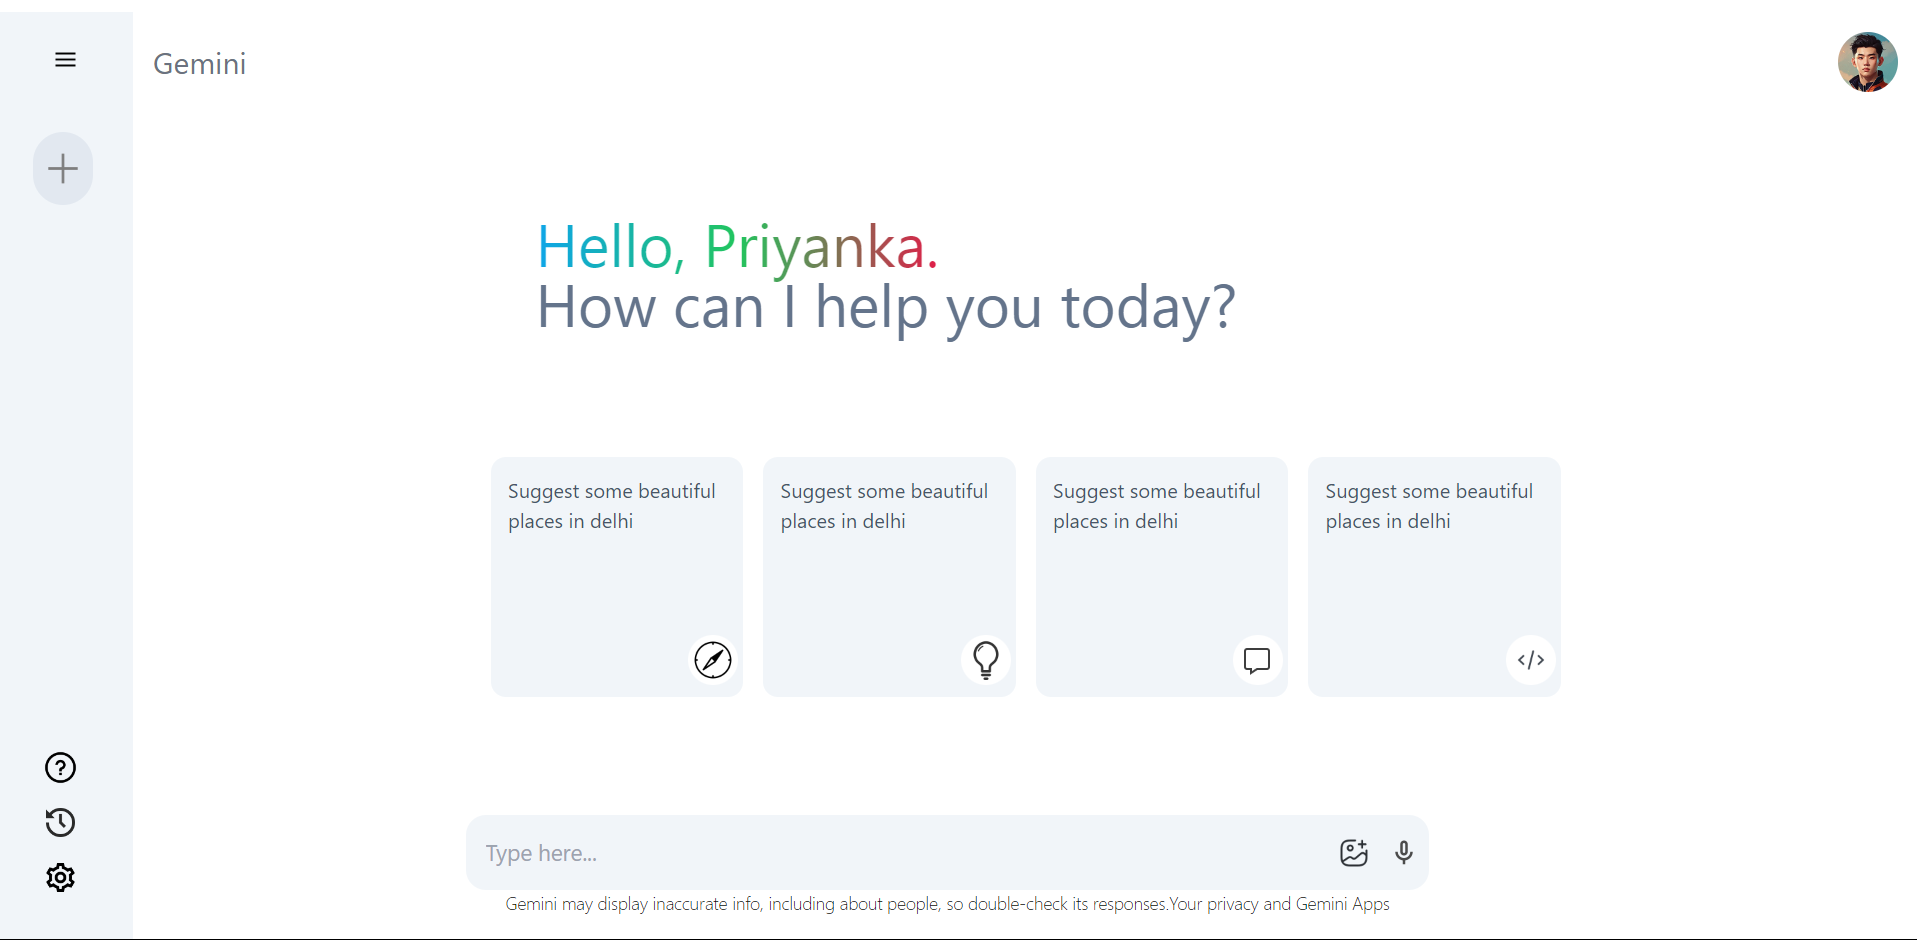 Gemini
Hello, Priyanka.
How can I help you today?
Suggest some beautiful
places in delhi
Suggest some beautiful
places in delhi
Suggest some beautiful
places in delhi
Suggest some beautiful
places in delhi
Type here...
Gemini may display inaccurate info, including about people, so double-check its responses.Your privacy and Gemini Apps